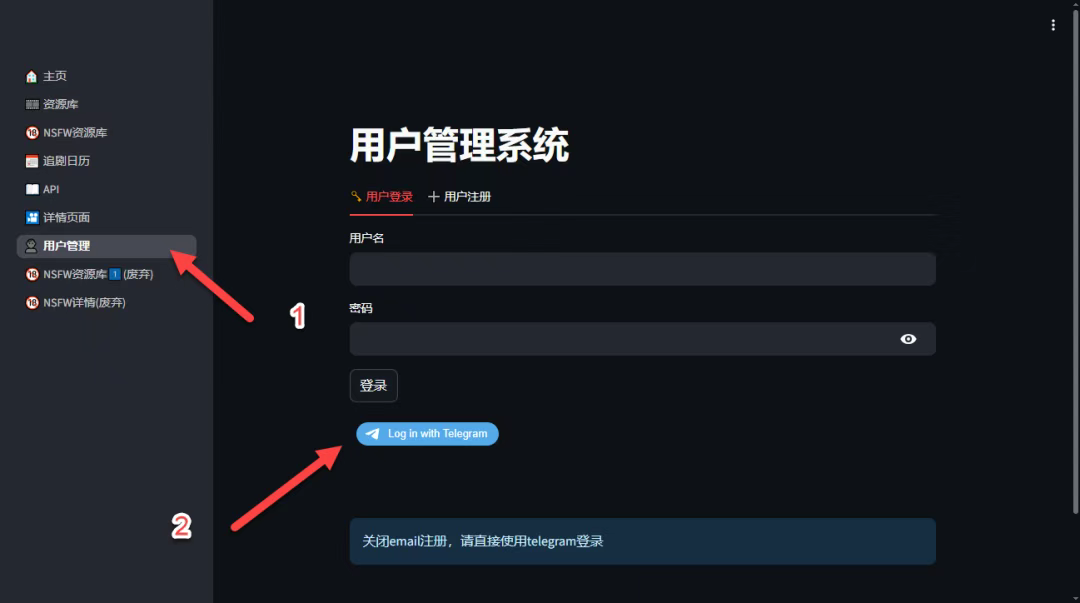 主页
资源库
NSFW资源库
追剧日历
API
详情页面
用户管理
NSFW资源库1(废弃)
NSFW详情(废弃)
1
2
用户管理系统
用户登录
用户注册
用户名
密码
登录
Log in with Telegram
关闭email注册，请直接使用telegram登录